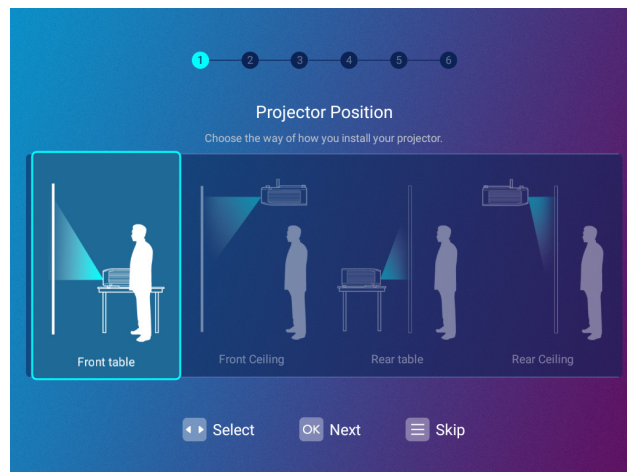 1 2 3 4 5 6
Projector Position
Choose the way of how you install your projector.
Front table Front Ceiling Rear table Rear Ceiling
Select OK Next Skip